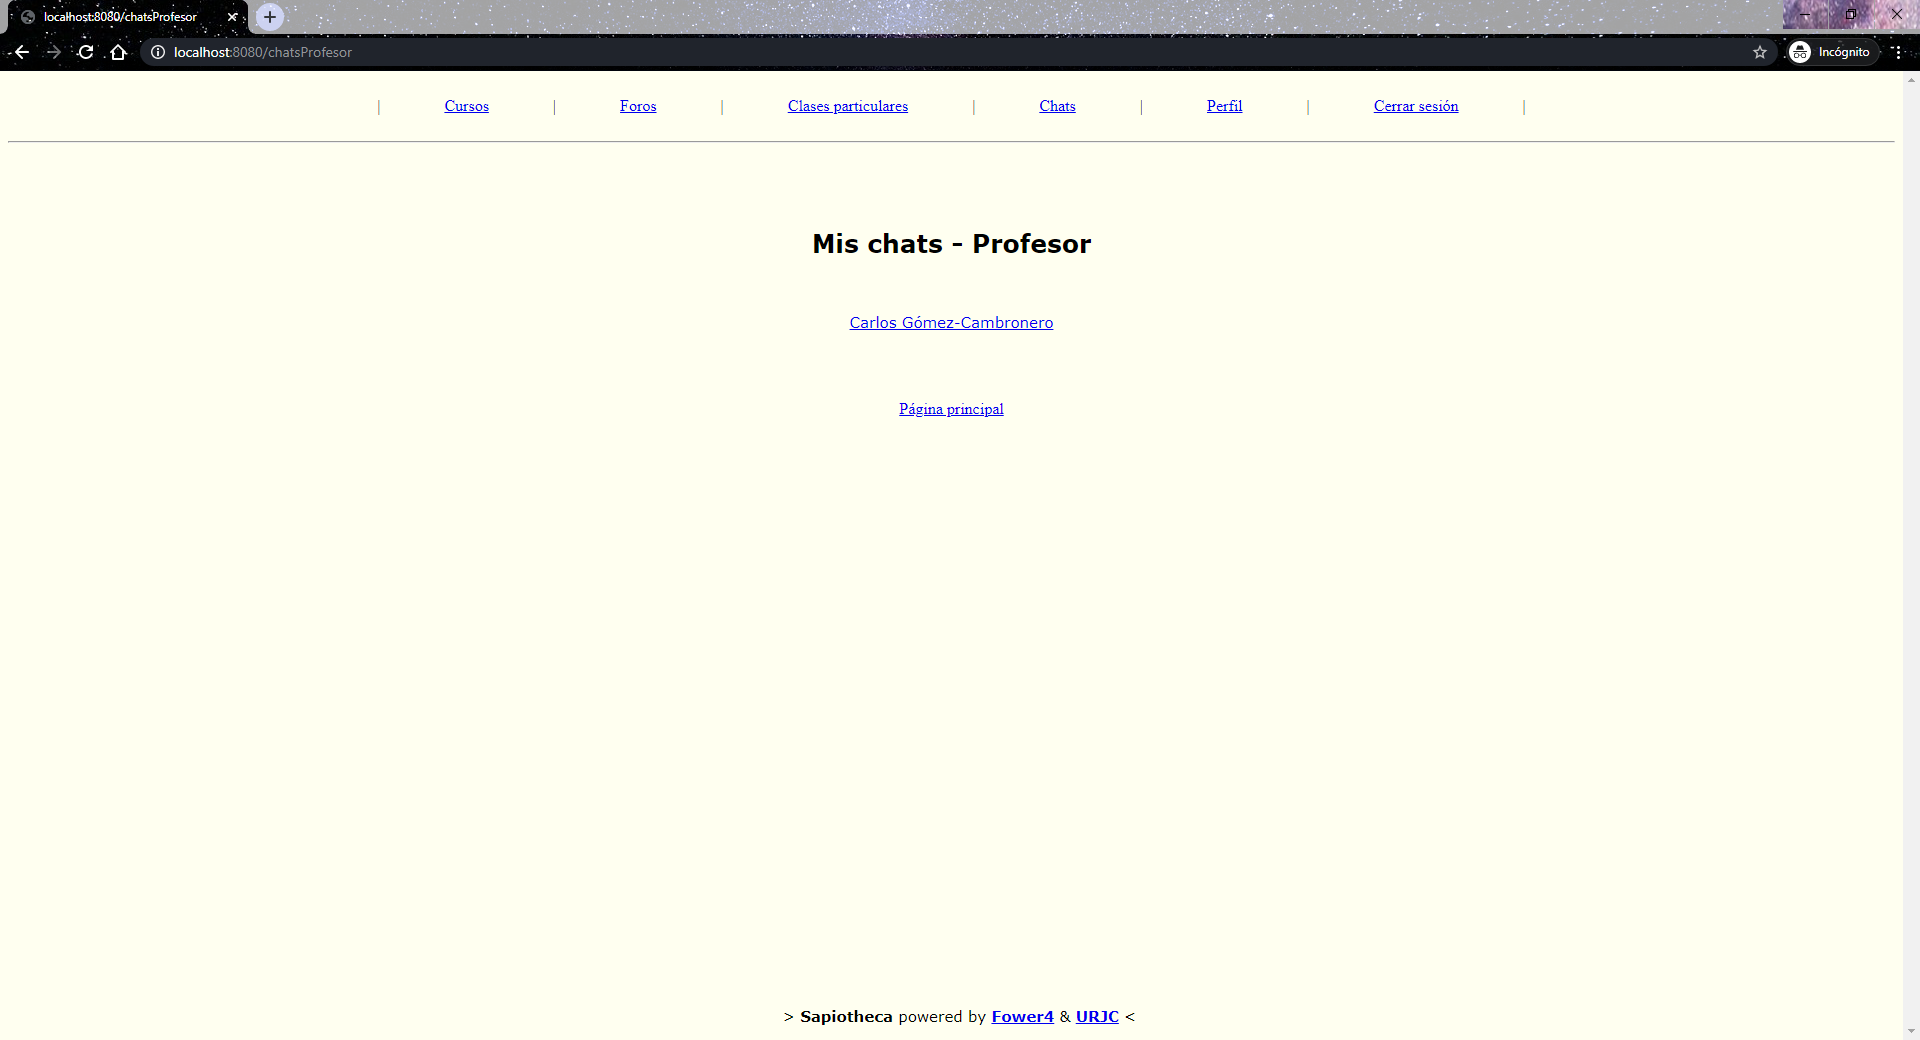 localhost:8080/chatsProfesor
localhost:8080/chatsProfesor Incógnito
| Cursos | Foros | Clases particulares | Chats | Perfil | Cerrar sesión |
Mis chats - Profesor
Carlos Gómez-Cambronero
Página principal
> Sapiotheca powered by Fower4 & URJC <